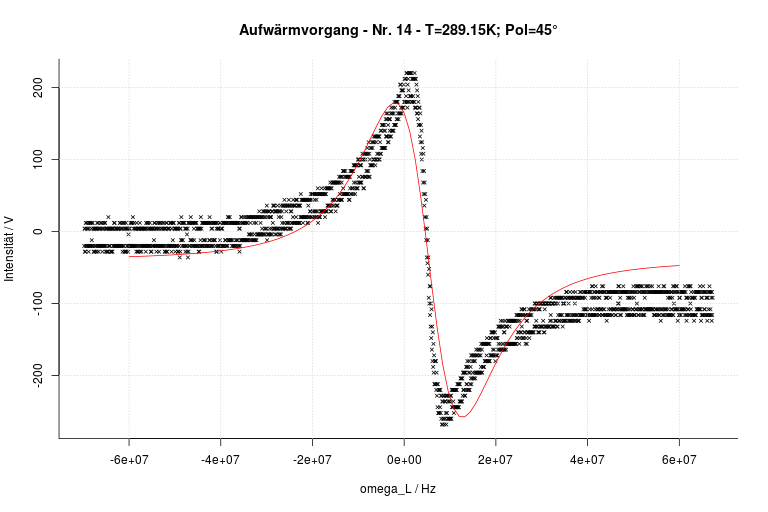 Aufwärmvorgang - Nr. 14 - T=289.15K; Pol=45°
Intensität / V
200
100
0
-100
-200
-6e+07 -4e+07 -2e+07 0e+00 2e+07 4e+07 6e+07
omega_L / Hz